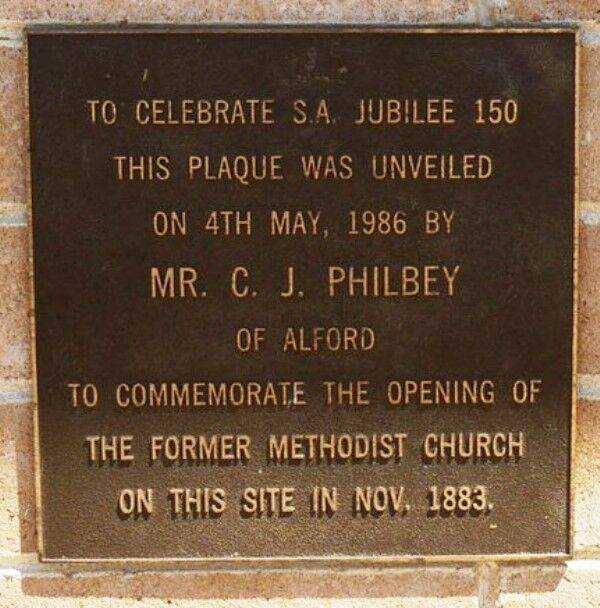 TO CELEBRATE S.A. JUBILEE 150
THIS PLAQUE WAS UNVEILED
ON 4TH MAY, 1986 BY
MR. C. J. PHILBEY
OF ALFORD
TO COMMEMORATE THE OPENING OF
THE FORMER METHODIST CHURCH
ON THIS SITE IN NOV. 1883.